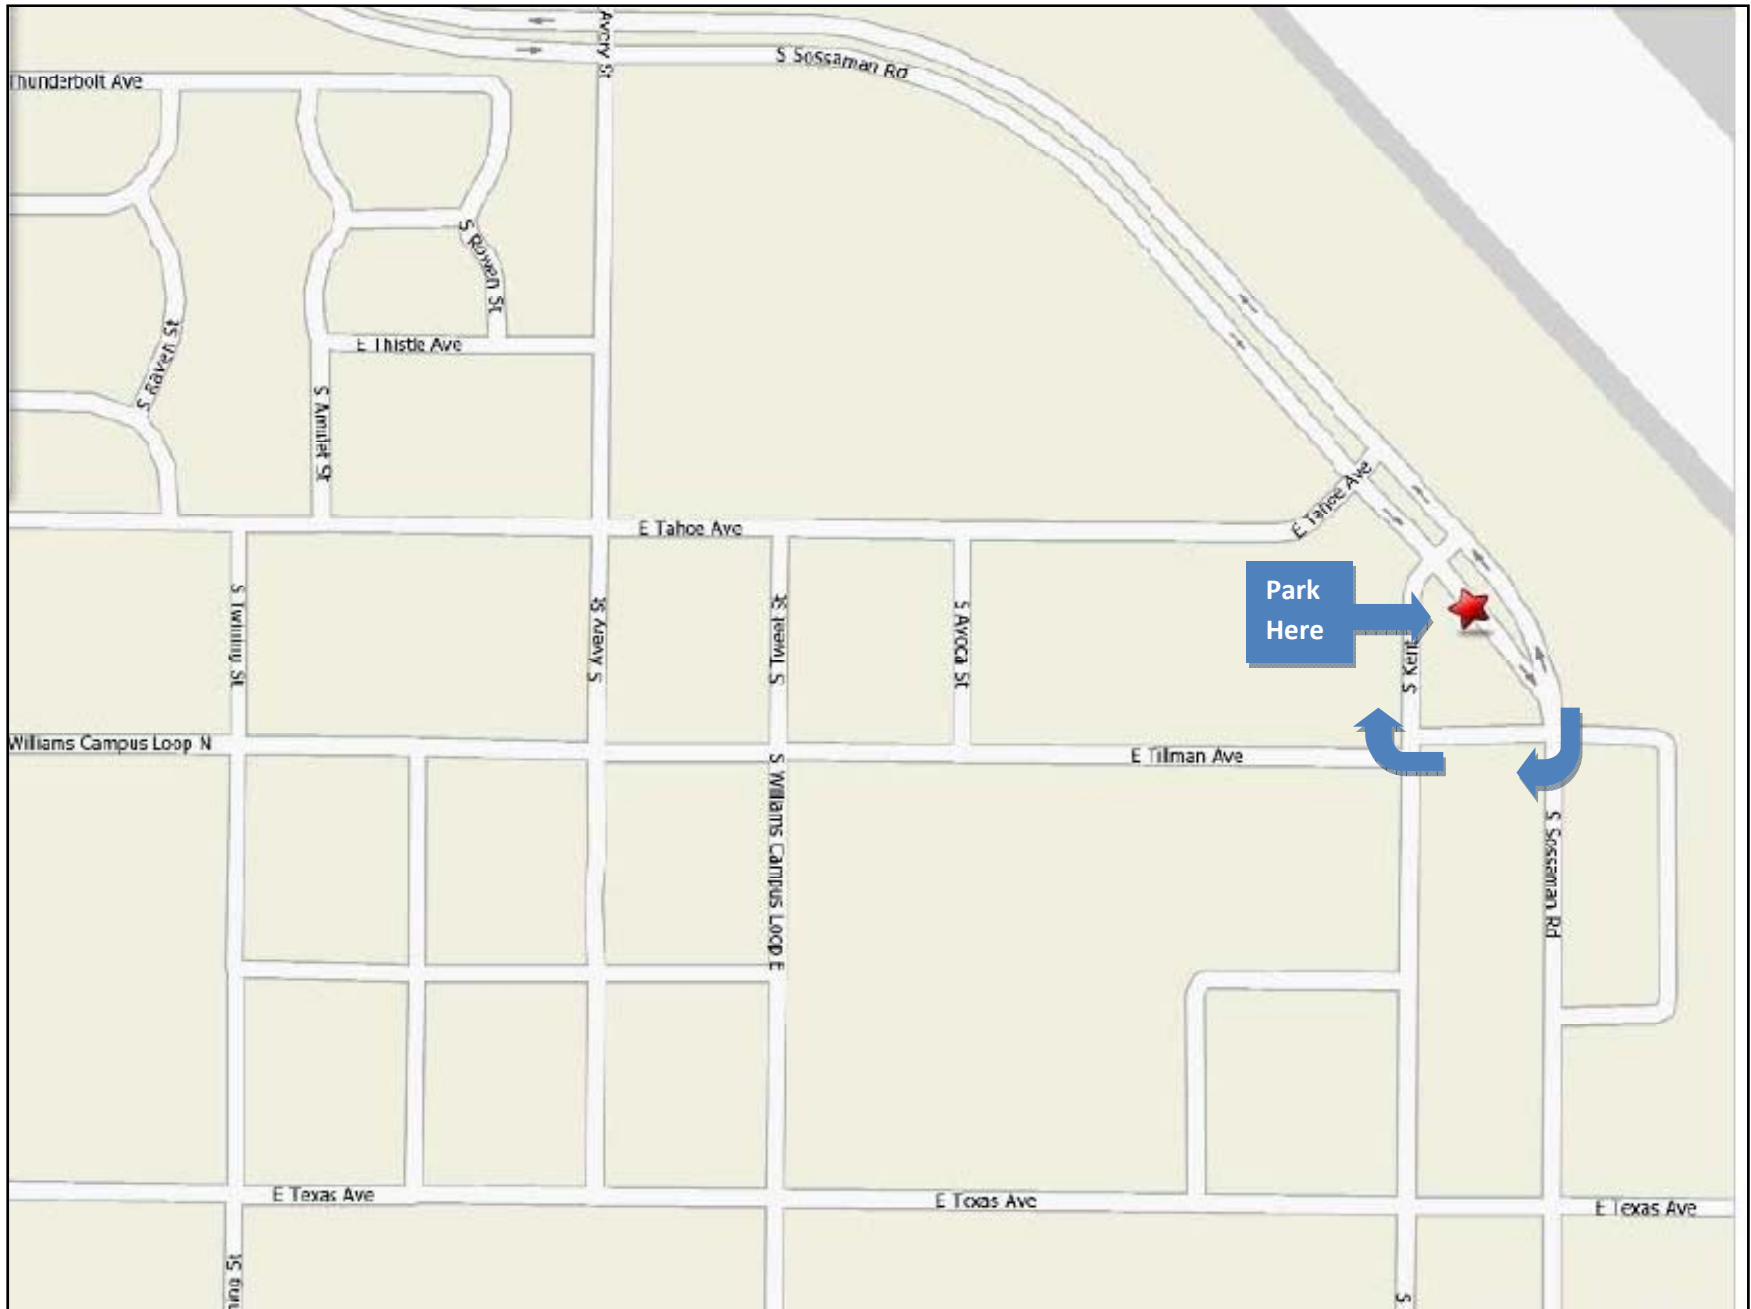 Avery St
S Sossaman Rd
Thunderbolt Ave
S Rowen St
S Raven St
E Thistle Ave
S Amulet St
E Tahoe Ave
E Tahoe Ave
Park
Here
S Twining St
S Avery St
S Tweet St
S Avoca St
S Kent
Williams Campus Loop N
E Tillman Ave
S Williams Campus Loop E
S Sossaman Rd
E Texas Ave
E Texas Ave
E Texas Ave
ning St
S